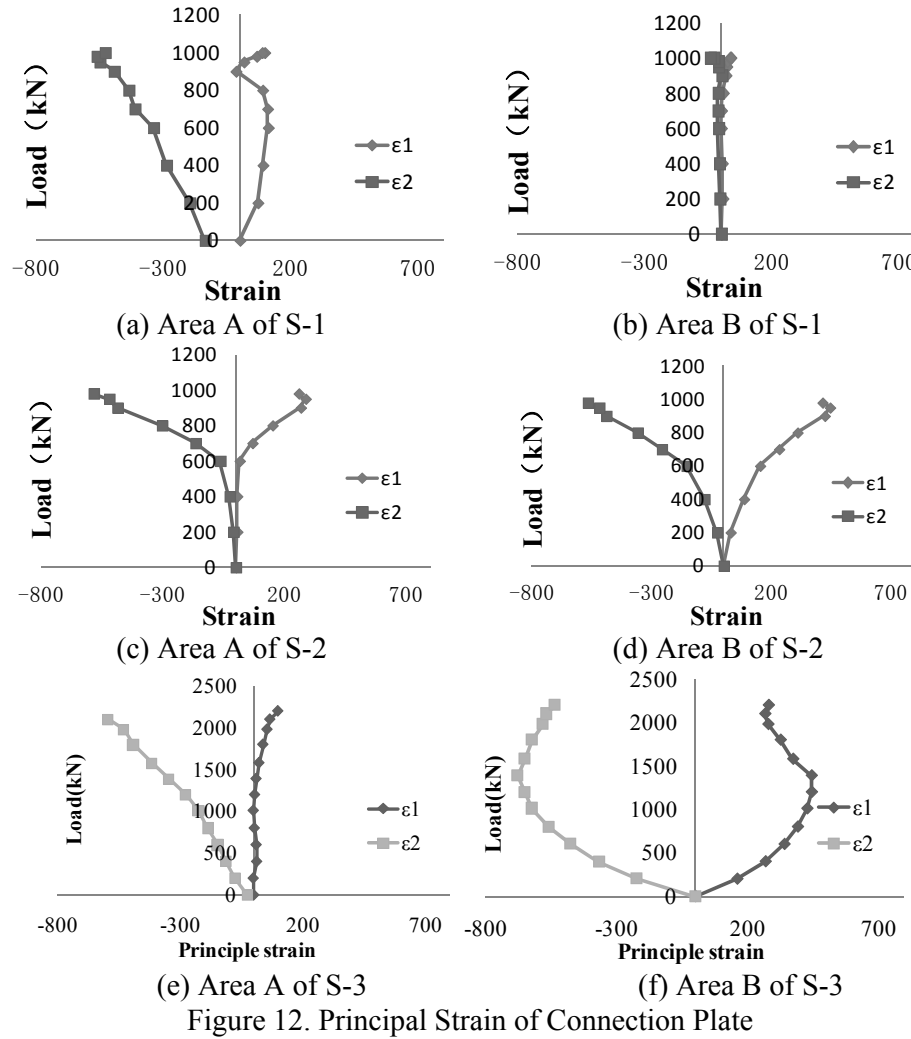 1200
1000
800
600
400
200
0
Load（kN）
ε1
ε2
-800 -300 200 700
Strain
(a) Area A of S-1
1200
1000
800
600
400
200
0
Load（kN）
ε1
ε2
-800 -300 200 700
Strain
(b) Area B of S-1
1200
1000
800
600
400
200
0
Load（kN）
ε1
ε2
-800 -300 200 700
Strain
(c) Area A of S-2
1200
1000
800
600
400
200
0
Load（kN）
ε1
ε2
-800 -300 200 700
Strain
(d) Area B of S-2
2500
2000
1500
1000
500
0
Load(kN)
ε1
ε2
-800 -300 200 700
Principle strain
(e) Area A of S-3
2500
2000
1500
1000
500
0
Load(kN)
ε1
ε2
-800 -300 200 700
Principle strain
(f) Area B of S-3
Figure 12. Principal Strain of Connection Plate